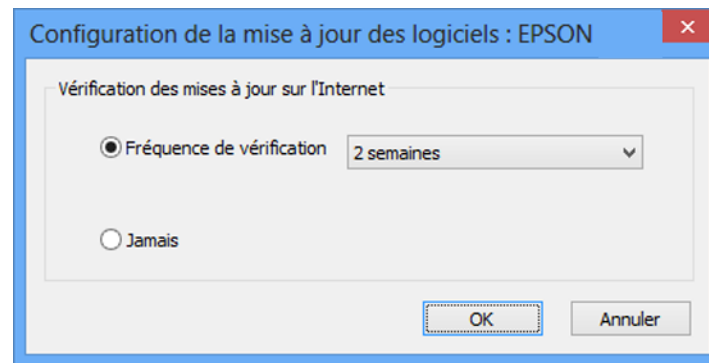 Configuration de la mise à jour des logiciels : EPSON
Vérification des mises à jour sur l'Internet
Fréquence de vérification 2 semaines
Jamais
OK Annuler